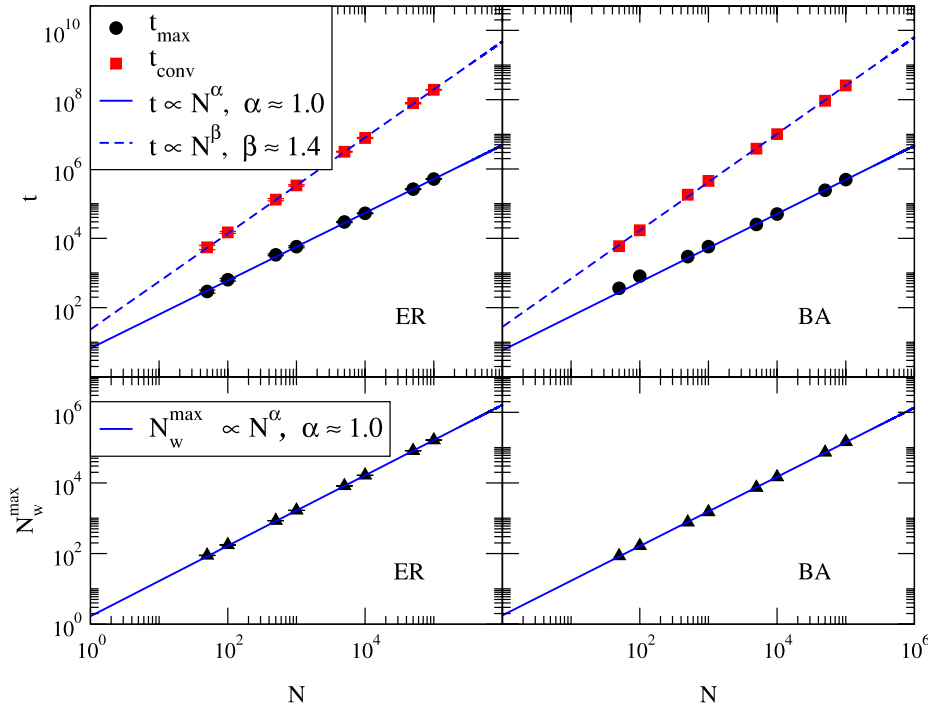 10^10
10^8
10^6
10^4
10^2
t
t_max
t_conv
t ∝ N^α, α ≈ 1.0
t ∝ N^β, β ≈ 1.4
ER
BA
10^6
10^4
10^2
10^0
N_w^max
N_w^max ∝ N^α, α ≈ 1.0
ER
BA
10^0 10^2 10^4
10^2 10^4 10^6
N
N